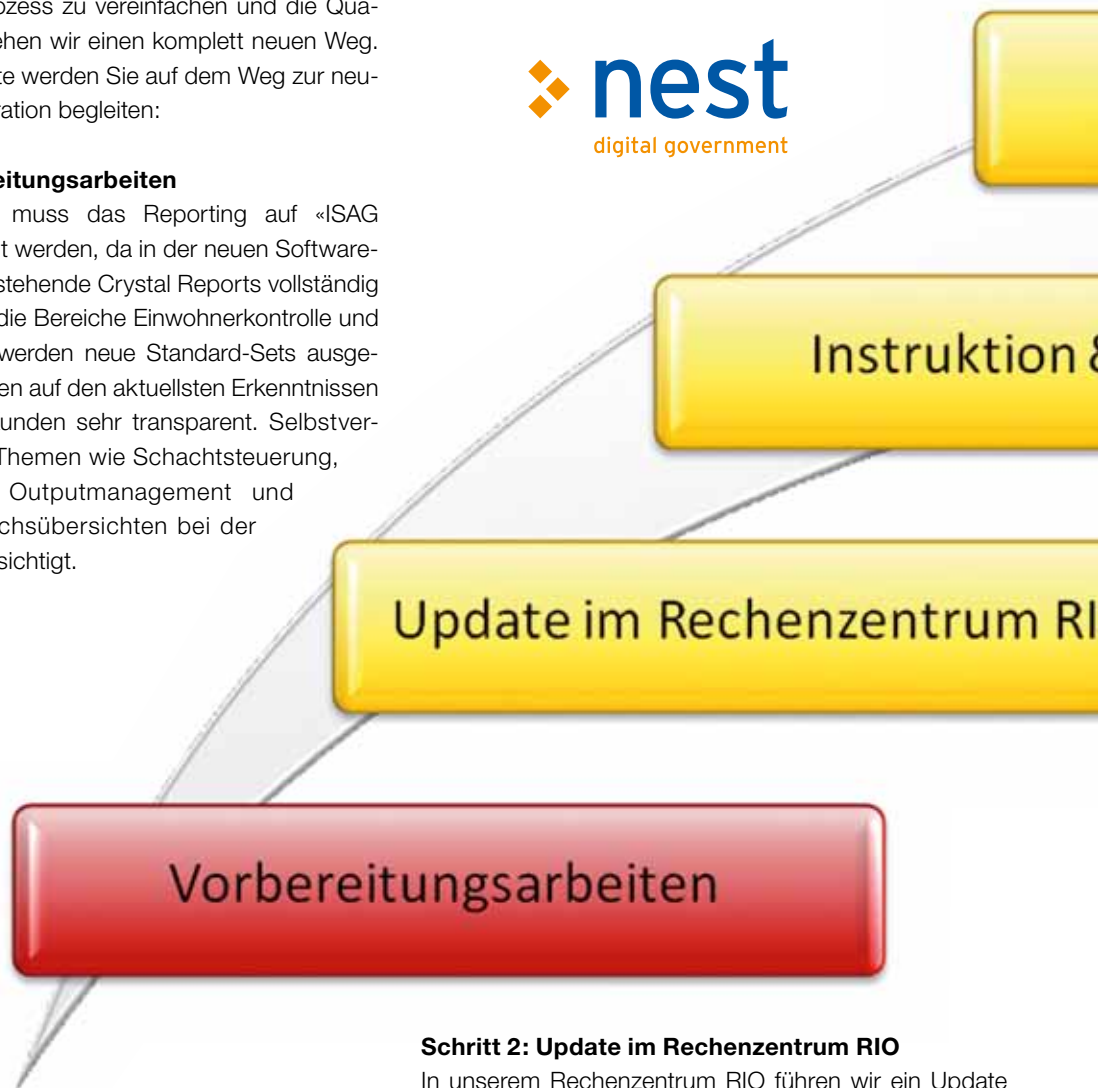 ozess zu vereinfachen und die Qua-
ehen wir einen komplett neuen Weg.
te werden Sie auf dem Weg zur neu-
ation begleiten:
eitungsarbeiten
muss das Reporting auf «ISAG
t werden, da in der neuen Software-
stehende Crystal Reports vollständig
die Bereiche Einwohnerkontrolle und
werden neue Standard-Sets ausge-
en auf den aktuellsten Erkenntnissen
unden sehr transparent. Selbstver-
Themen wie Schachtsteuerung,
Outputmanagement und
chsübersichten bei der
sichtigt.
nest
digital government
Instruktion &
Update im Rechenzentrum RI
Vorbereitungsarbeiten
Schritt 2: Update im Rechenzentrum RIO
In unserem Rechenzentrum RIO führen wir ein Update